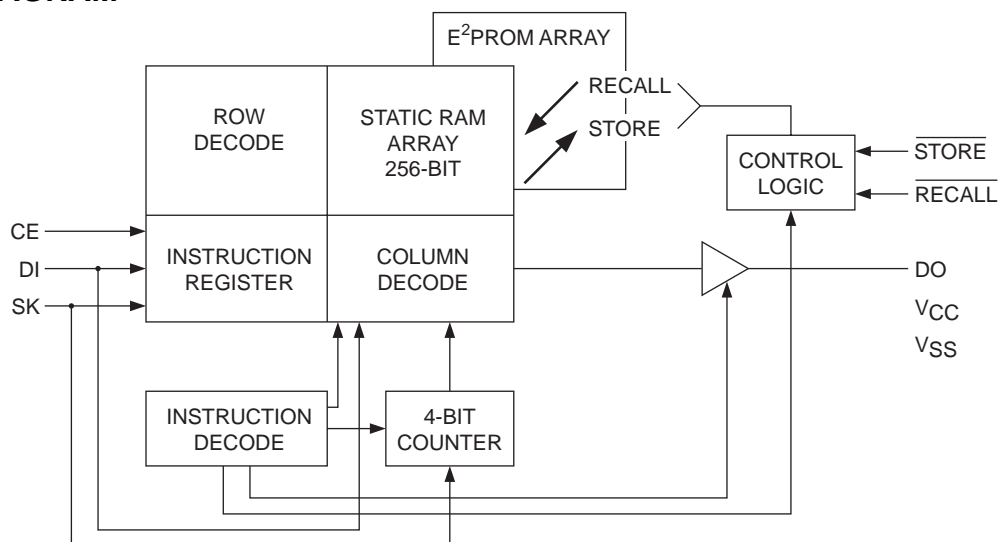 E²PROM ARRAY
ROW
DECODE
STATIC RAM
ARRAY
256-BIT
RECALL
STORE
CONTROL
LOGIC
STORE
RECALL
CE
DI
SK
INSTRUCTION
REGISTER
COLUMN
DECODE
DO
VCC
VSS
INSTRUCTION
DECODE
4-BIT
COUNTER